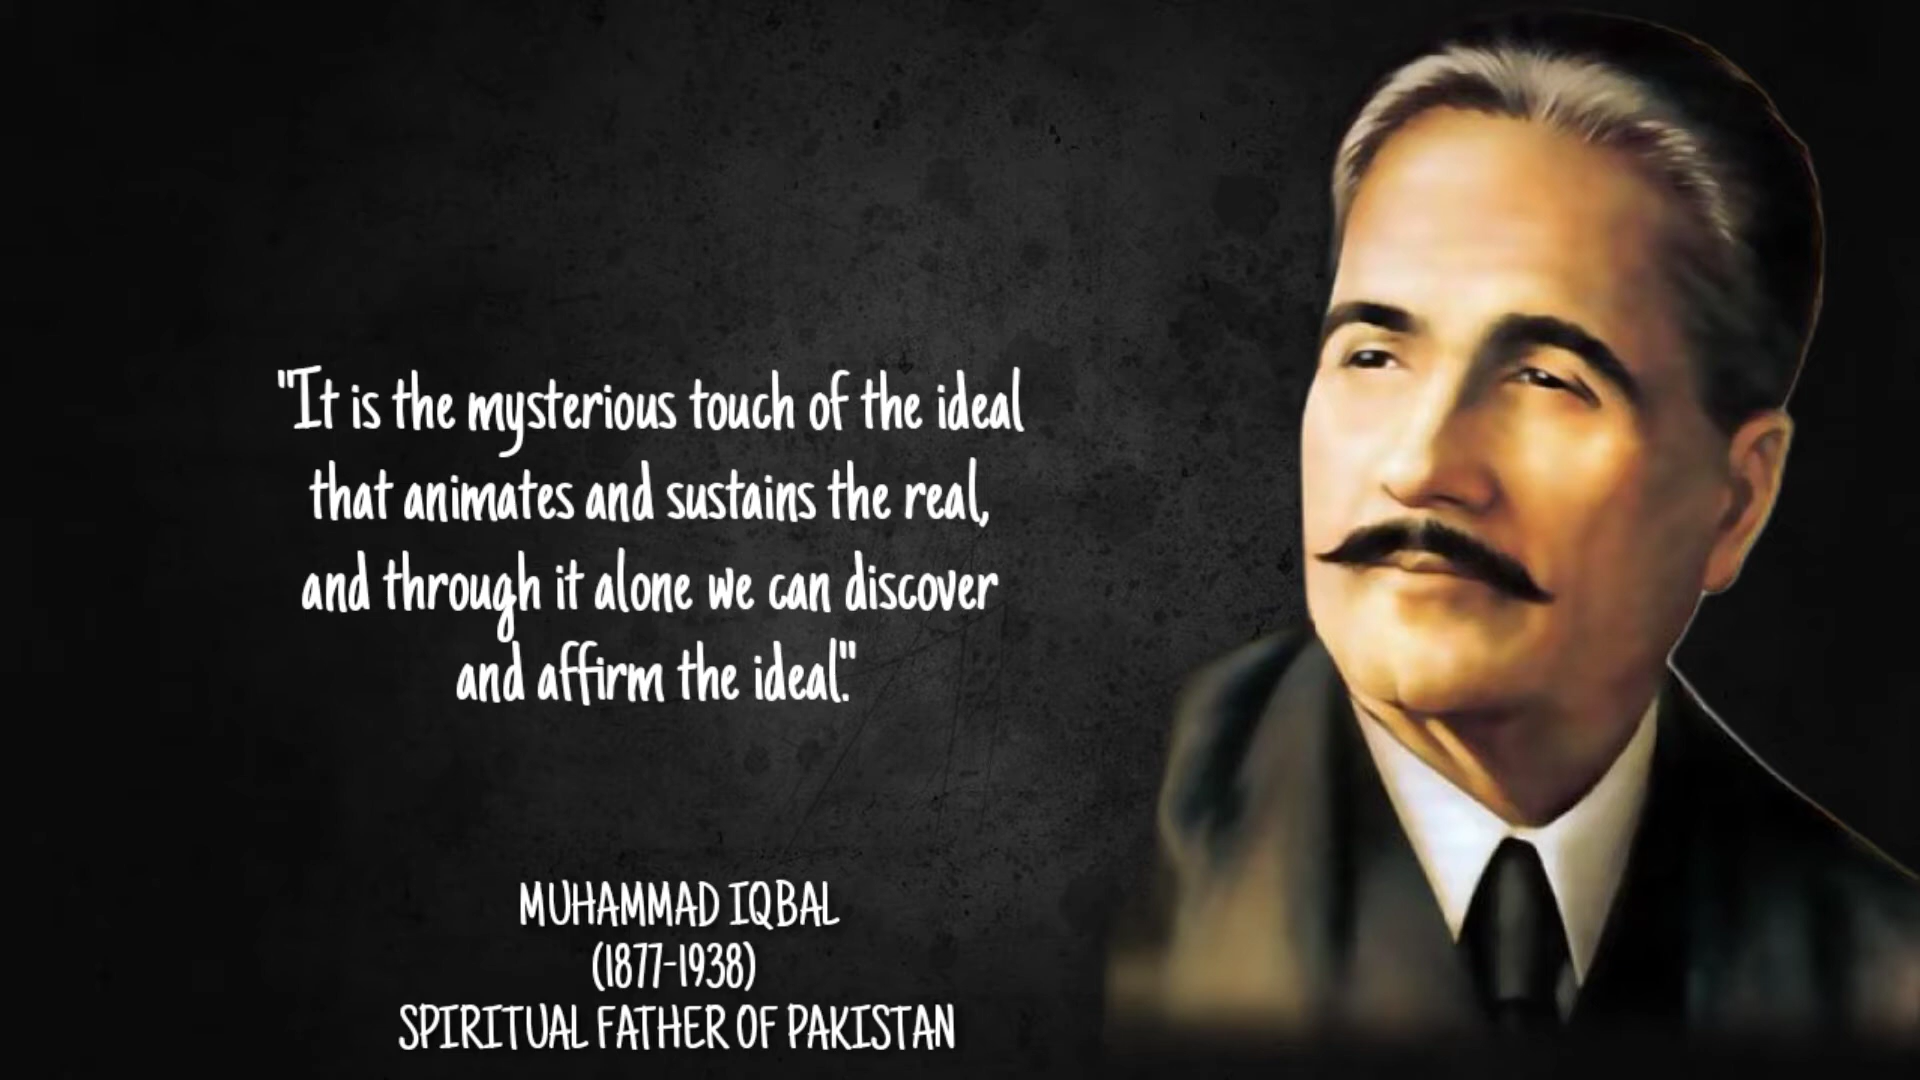 "It is the mysterious touch of the ideal
that animates and sustains the real,
and through it alone we can discover
and affirm the ideal."
MUHAMMAD IQBAL
(1877-1938)
SPIRITUAL FATHER OF PAKISTAN